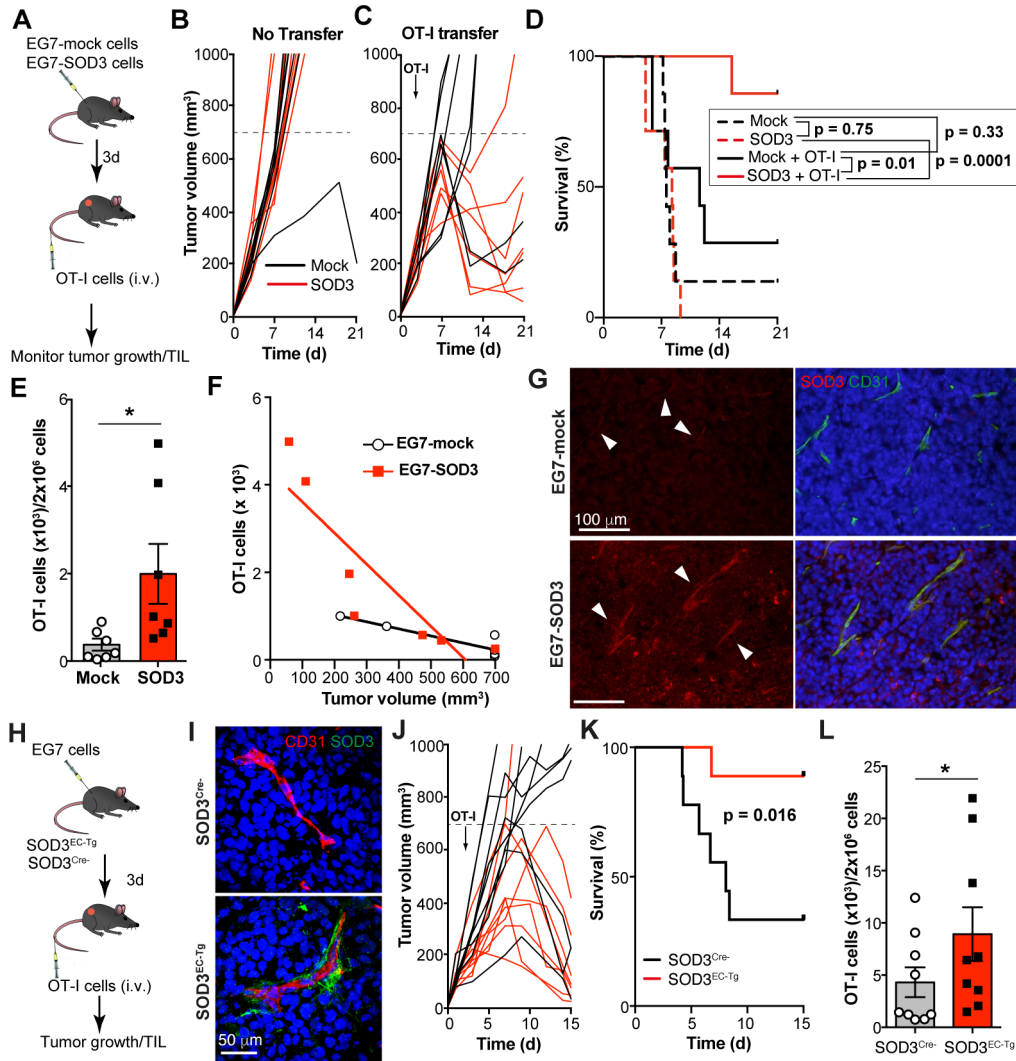 A
EG7-mock cells
EG7-SOD3 cells
3d
OT-I cells (i.v.)
Monitor tumor growth/TIL
B
No Transfer
Tumor volume (mm³)
1000
800
600
400
200
0
Mock
SOD3
0 7 14 21
Time (d)
C
OT-I transfer
OT-I
1000
800
600
400
200
0
0 7 14 21
Time (d)
D
Survival (%)
100
50
0
0 7 14 21
Time (d)
Mock
SOD3
Mock + OT-I
SOD3 + OT-I
p = 0.75
p = 0.01
p = 0.33
p = 0.0001
E
OT-I cells (x10³)/2x10⁶ cells
6
4
2
0
*
Mock SOD3
F
OT-I cells (x 10³)
6
4
2
0
EG7-mock
EG7-SOD3
0 100 200 300 400 500 600 700
Tumor volume (mm³)
G
SOD3/CD31
EG7-mock
100 µm
EG7-SOD3
H
EG7 cells
SOD3ᴱᶜ⁻ᵀᵍ
SOD3ᶜʳᵉ⁻
3d
OT-I cells (i.v.)
Tumor growth/TIL
I
CD31 SOD3
SOD3ᶜʳᵉ⁻
SOD3ᴱᶜ⁻ᵀᵍ
50 µm
J
Tumor volume (mm³)
1000
800
600
400
200
0
OT-I
0 5 10 15
Time (d)
K
Survival (%)
100
50
0
p = 0.016
SOD3ᶜʳᵉ⁻
SOD3ᴱᶜ⁻ᵀᵍ
0 5 10 15
Time (d)
L
OT-I cells (x10³)/2x10⁶ cells
25
20
15
10
5
0
*
SOD3ᶜʳᵉ⁻ SOD3ᴱᶜ⁻ᵀᵍ